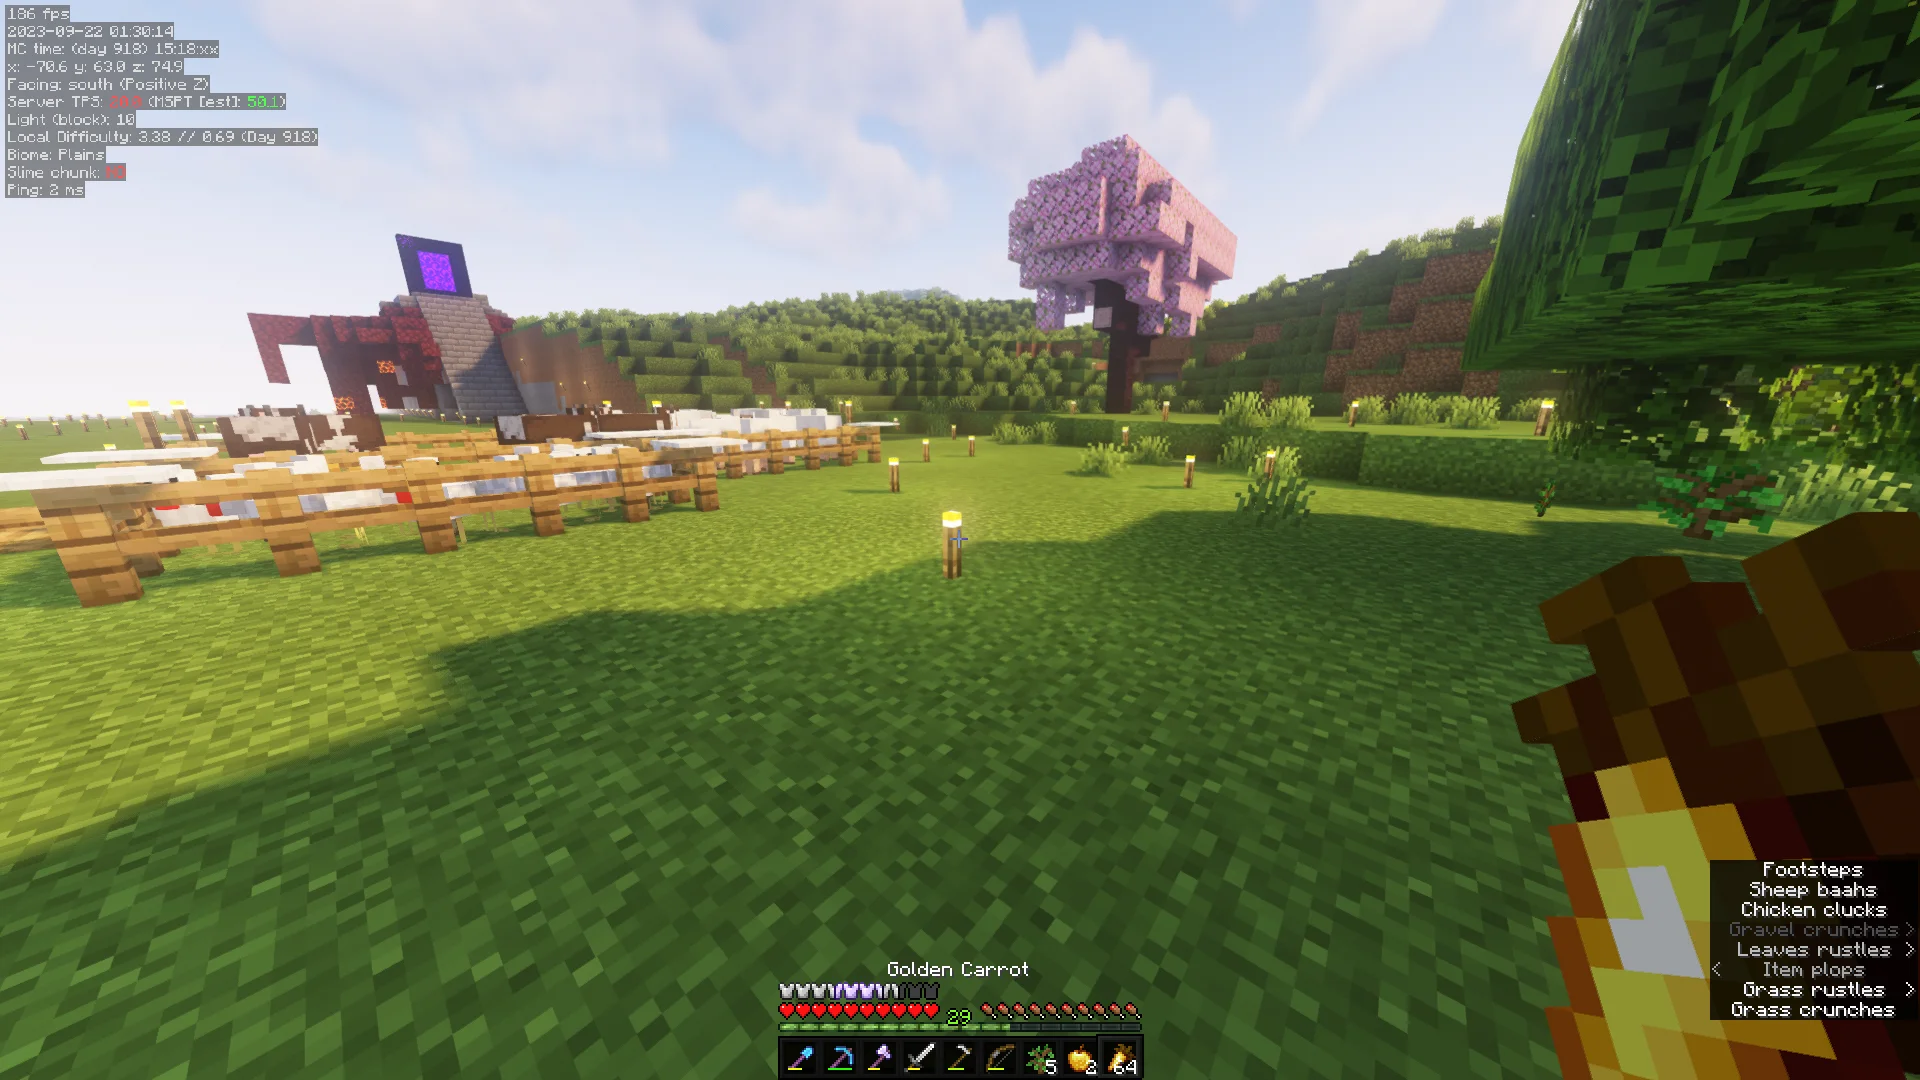 186 fps
2023-09-22 01:30:14
MC time: (day 918) 15:18:xx
x: -70.6 y: 63.0 z: 74.9
Facing: south (Positive Z)
Server TPS: 20.0 (MSPT [est]: 50.1)
Light (block): 10
Local Difficulty: 3.38 // 0.69 (Day 918)
Biome: Plains
Slime chunk: NO
Ping: 2 ms
Footsteps
Sheep baahs
Chicken clucks
Gravel crunches >
Leaves rustles >
< Item plops
Grass rustles >
Grass crunches
Golden Carrot
29
5 2 64